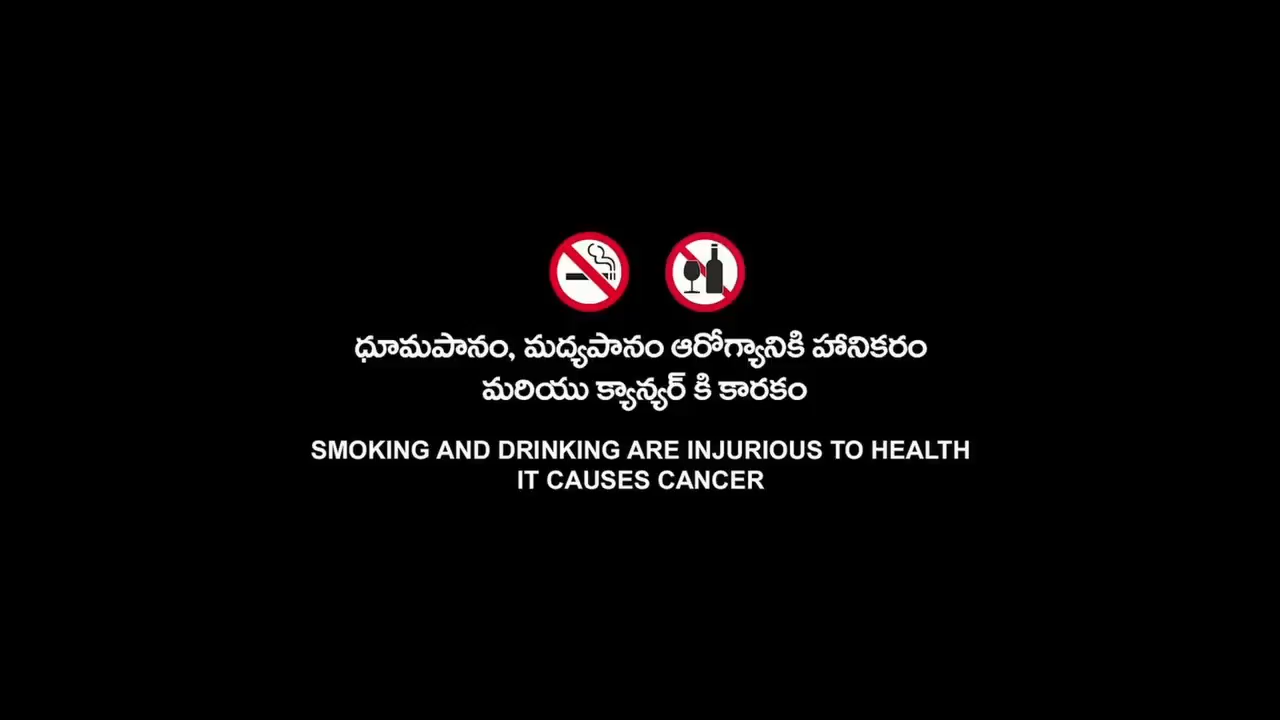 ధూమపానం, మద్యపానం ఆరోగ్యానికి హానికరం
మరియు క్యాన్సర్ కి కారకం
SMOKING AND DRINKING ARE INJURIOUS TO HEALTH
IT CAUSES CANCER